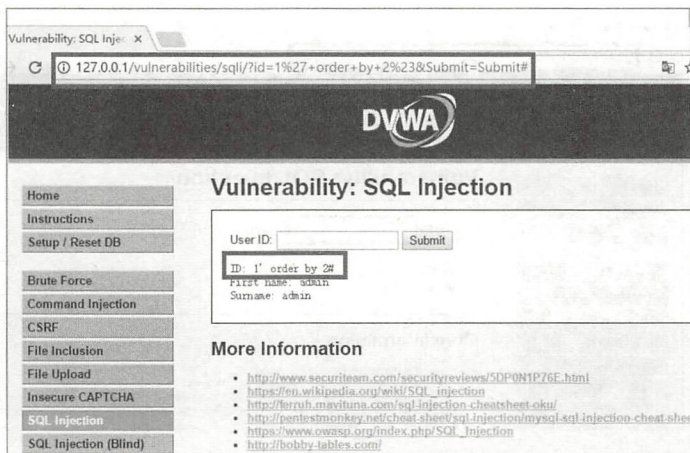 Vulnerability: SQL Inje
127.0.0.1/vulnerabilities/sqli/?id=1%27+order+by+2%23&Submit=Submit#
DVWA
Home
Instructions
Setup / Reset DB
Brute Force
Command Injection
CSRF
File Inclusion
File Upload
Insecure CAPTCHA
SQL Injection
SQL Injection (Blind)
Vulnerability: SQL Injection
User ID:
Submit
ID: 1' order by 2#
First name: admin
Surname: admin
More Information
http://www.securiteam.com/securityreviews/5DP0N1P76E.html
https://en.wikipedia.org/wiki/SQL_injection
http://ferruh.mavituna.com/sql-injection-cheatsheet-oku/
http://pentestmonkey.net/cheat-sheet/sql-injection/mysql-sql-injection-cheat-shee
https://www.owasp.org/index.php/SQL_Injection
http://bobby-tables.com/